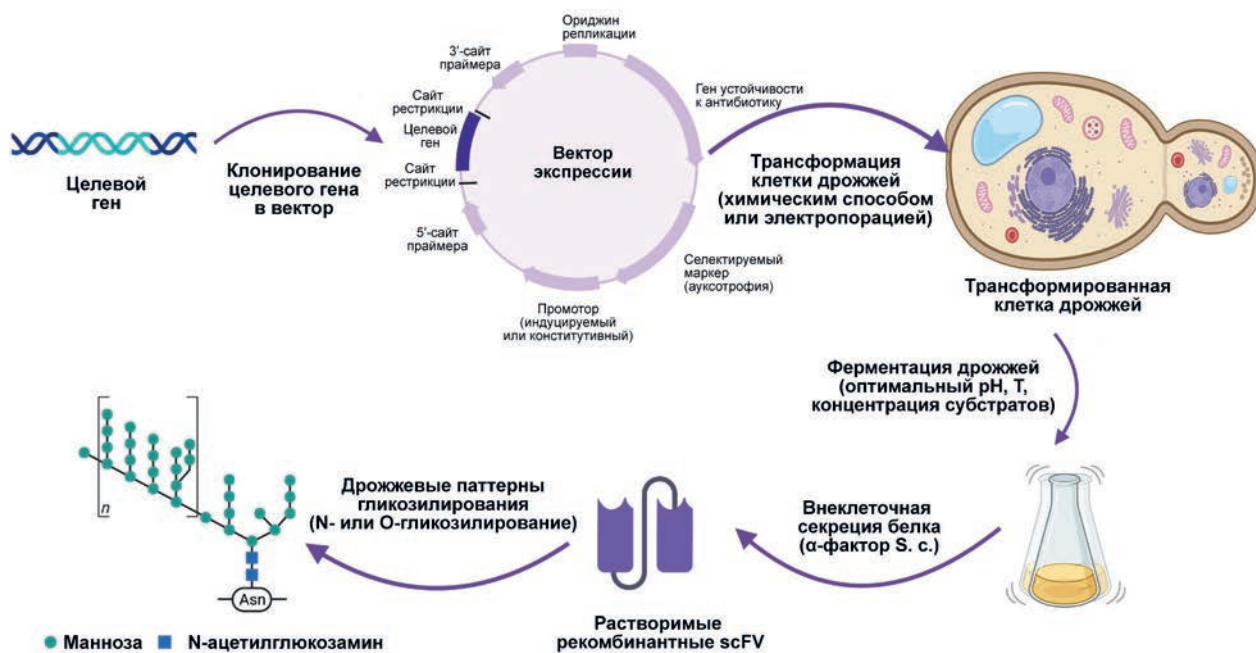 Целевой
ген
Клонирование
целевого гена
в вектор
Ориджин
репликации
3'-сайт
праймера
Сайт
рестрикции
Целевой
ген
Сайт
рестрикции
5'-сайт
праймера
Вектор
экспрессии
Ген устойчивости
к антибиотику
Селектируемый
маркер
(ауксотрофия)
Промотор
(индуцируемый
или конститутивный)
Трансформация
клетки дрожжей
(химическим способом
или электропорацией)
Трансформированная
клетка дрожжей
Ферментация дрожжей
(оптимальный pH, T,
концентрация субстратов)
Внеклеточная
секреция белка
(α-фактор S. c.)
Растворимые
рекомбинантные scFV
Дрожжевые паттерны
гликозилирования
(N- или O-гликозилирование)
n
Asn
Манноза
N-ацетилглюкозамин